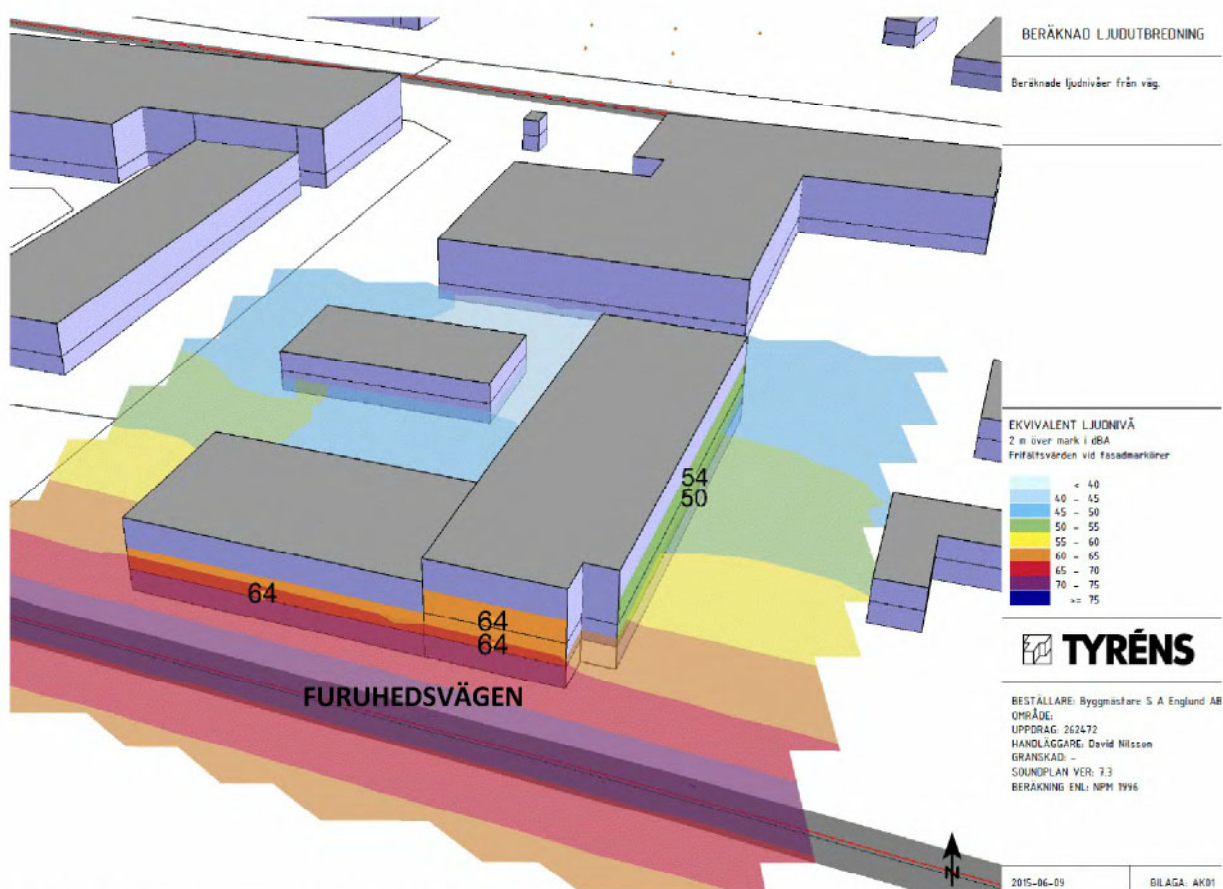 BERÄKNAD LJUDUTBREDNING
Beräknade ljudnivåer från väg.
54
50
64
64
64
FURUHEDSVÄGEN
EKVIVALENT LJUDNIVÅ
2 m över mark i dBA
Frifältsvärden vid fasadmarkörer
< 40
40 - 45
45 - 50
50 - 55
55 - 60
60 - 65
65 - 70
70 - 75
>= 75
TYRÉNS
BESTÄLLARE: Byggmästare S A Englund AB
OMRÅDE:
UPPDRAG: 262472
HANDLÄGGARE: David Nilsson
GRANSKAD: -
SOUNDPLAN VER: 7.3
BERÄKNING ENL: NPM 1996
N
2015-06-09
BILAGA: AK01